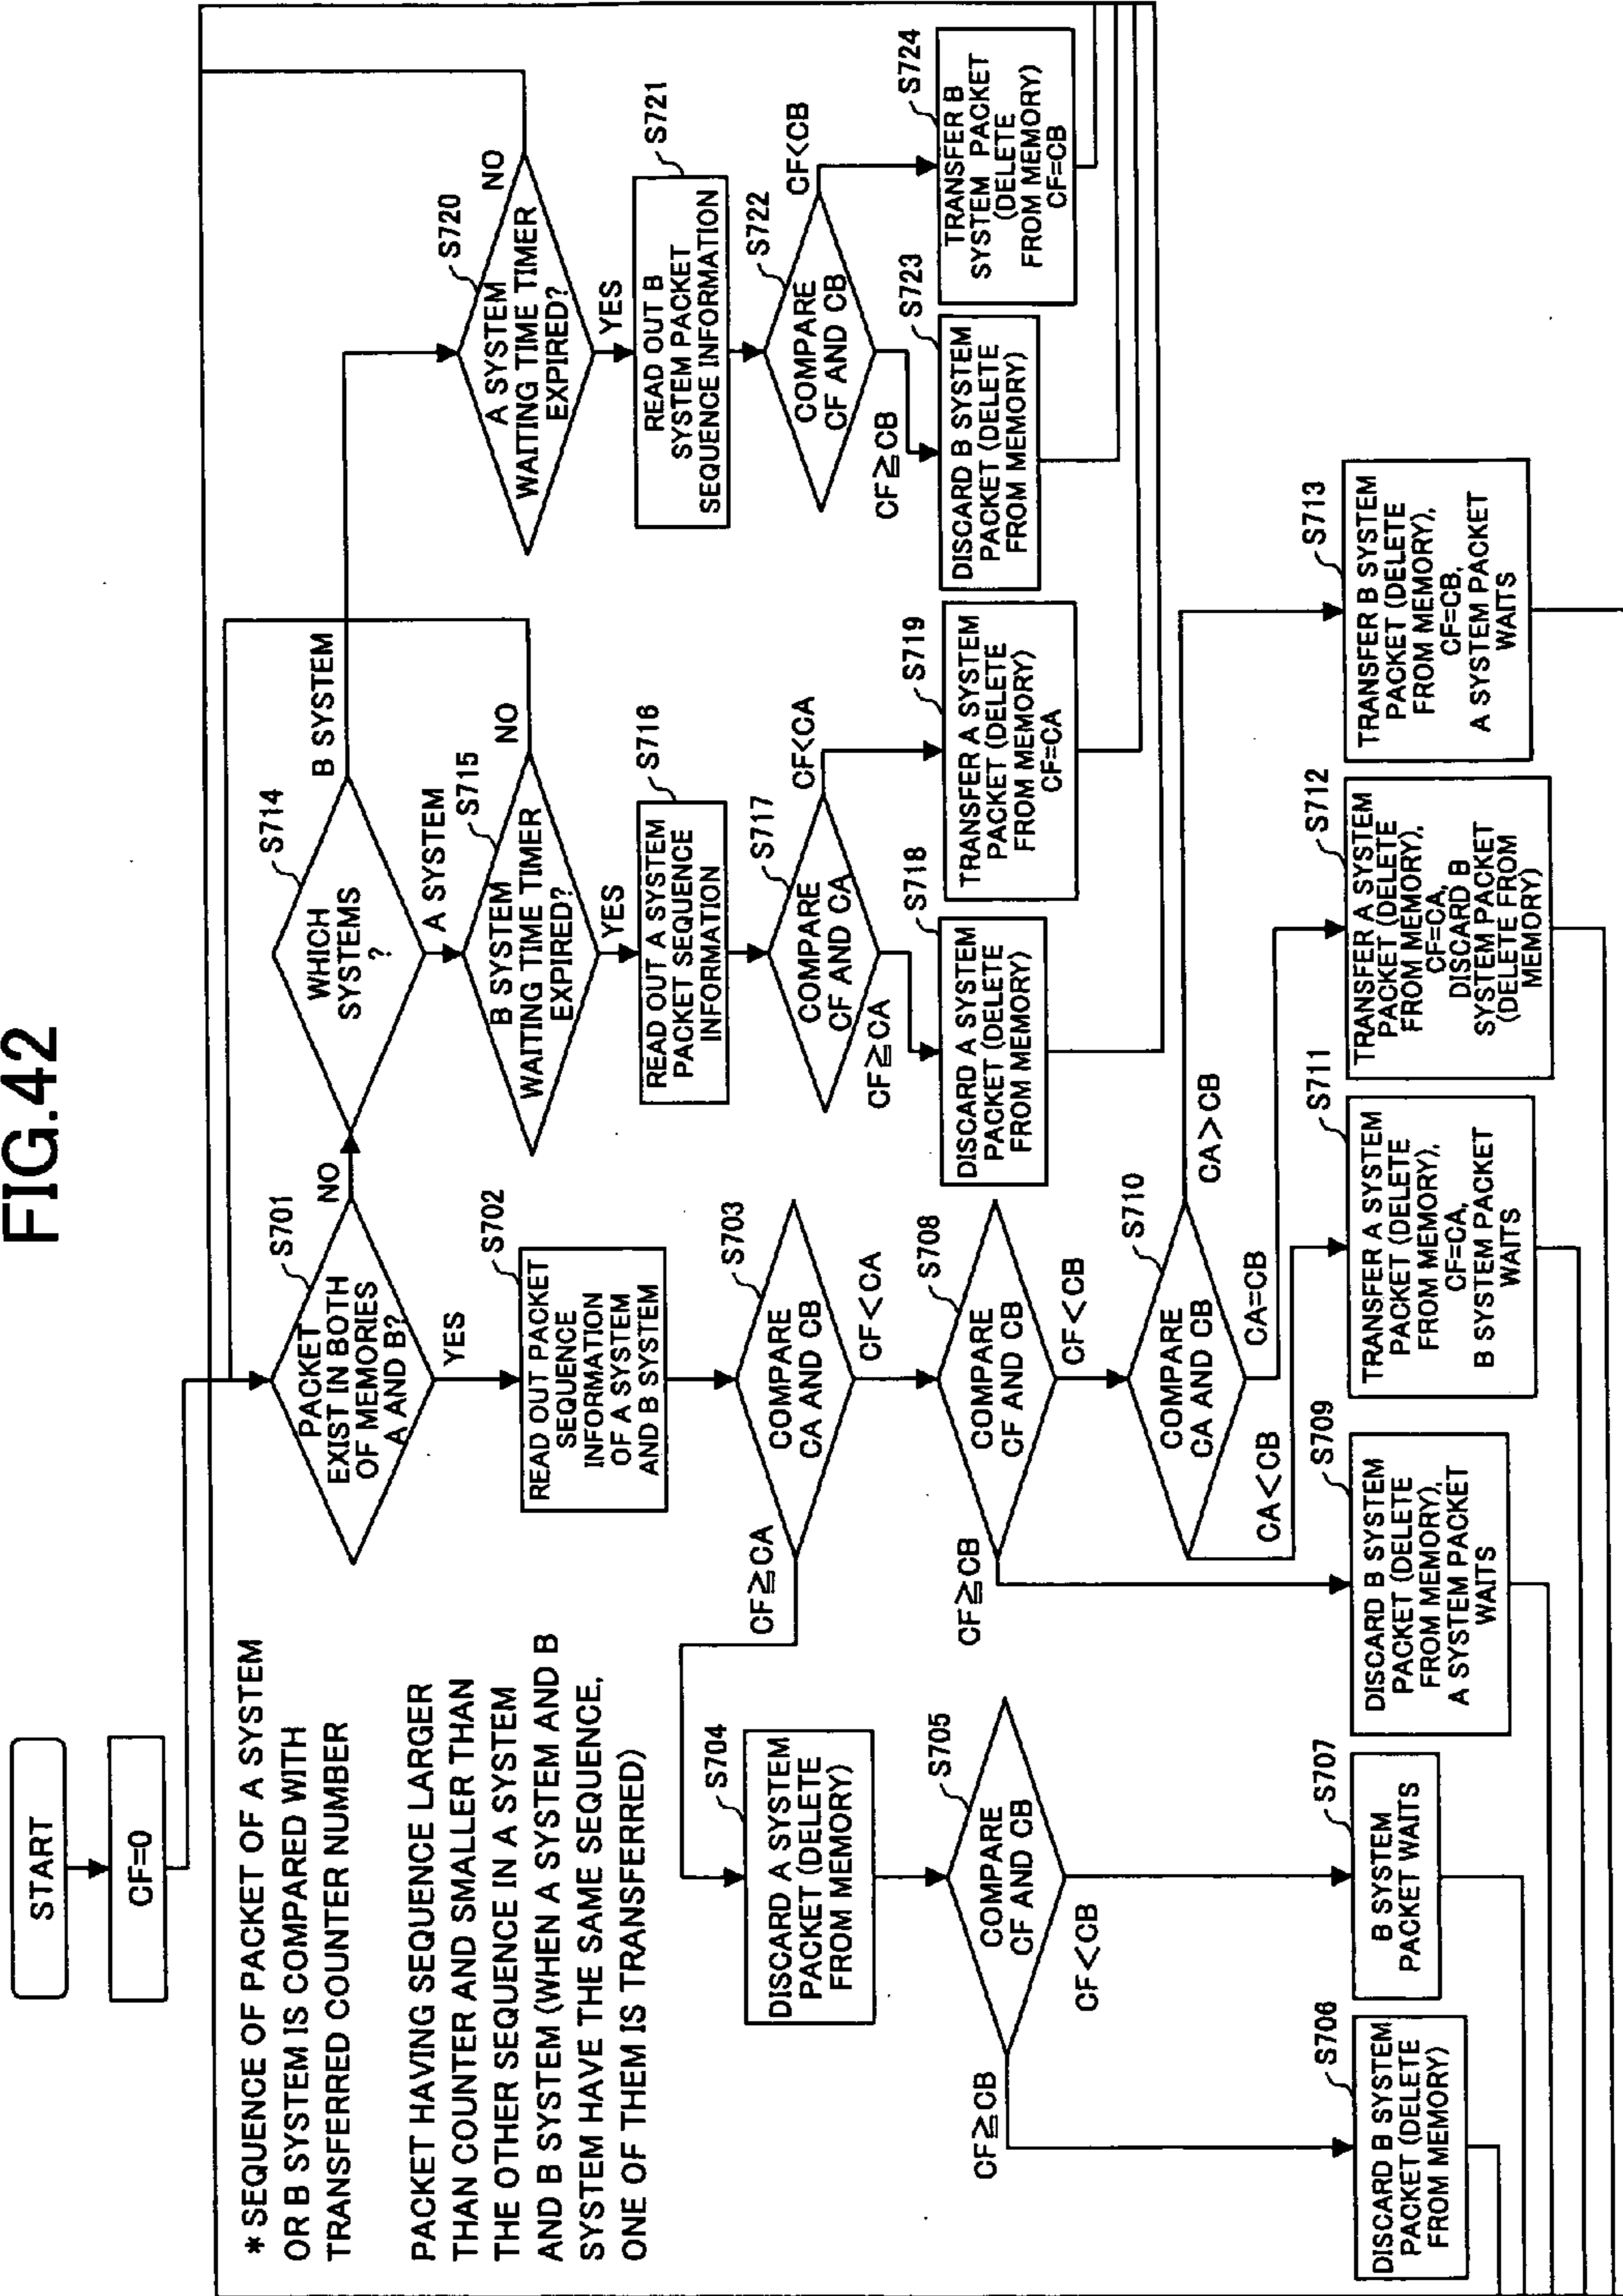 FIG.42
START
CF=0
* SEQUENCE OF PACKET OF A SYSTEM
OR B SYSTEM IS COMPARED WITH
TRANSFERRED COUNTER NUMBER
PACKET HAVING SEQUENCE LARGER
THAN COUNTER AND SMALLER THAN
THE OTHER SEQUENCE IN A SYSTEM
AND B SYSTEM (WHEN A SYSTEM AND B
SYSTEM HAVE THE SAME SEQUENCE,
ONE OF THEM IS TRANSFERRED)
S701
PACKET
EXIST IN BOTH
OF MEMORIES
A AND B?
NO
YES
S702
READ OUT PACKET
SEQUENCE
INFORMATION
OF A SYSTEM
AND B SYSTEM
S703
COMPARE
CA AND CB
CF≧CA
CF<CA
S704
DISCARD A SYSTEM
PACKET (DELETE
FROM MEMORY)
S705
COMPARE
CF AND CB
CF≧CB
CF<CB
S706
DISCARD B SYSTEM
PACKET (DELETE
FROM MEMORY)
S707
B SYSTEM
PACKET WAITS
S708
COMPARE
CF AND CB
CF≧CB
CF<CB
S709
DISCARD B SYSTEM
PACKET (DELETE
FROM MEMORY),
A SYSTEM PACKET
WAITS
S710
COMPARE
CA AND CB
CA<CB
CA=CB
CA>CB
S711
TRANSFER A SYSTEM
PACKET (DELETE
FROM MEMORY),
CF=CA,
B SYSTEM PACKET
WAITS
S712
TRANSFER A SYSTEM
PACKET (DELETE
FROM MEMORY),
CF=CA,
DISCARD B
SYSTEM PACKET
(DELETE FROM
MEMORY)
S713
TRANSFER B SYSTEM
PACKET (DELETE
FROM MEMORY),
CF=CB,
A SYSTEM PACKET
WAITS
S714
WHICH
SYSTEMS
?
A SYSTEM
B SYSTEM
S715
B SYSTEM
WAITING TIME TIMER
EXPIRED?
NO
YES
S716
READ OUT A SYSTEM
PACKET SEQUENCE
INFORMATION
S717
COMPARE
CF AND CA
CF≧CA
CF<CA
S718
DISCARD A SYSTEM
PACKET (DELETE
FROM MEMORY)
S719
TRANSFER A SYSTEM
PACKET (DELETE
FROM MEMORY)
CF=CA
S720
A SYSTEM
WAITING TIME TIMER
EXPIRED?
NO
YES
S721
READ OUT B
SYSTEM PACKET
SEQUENCE INFORMATION
S722
COMPARE
CF AND CB
CF≧CB
CF<CB
S723
DISCARD B SYSTEM
PACKET (DELETE
FROM MEMORY)
S724
TRANSFER B
SYSTEM PACKET
(DELETE
FROM MEMORY)
CF=CB